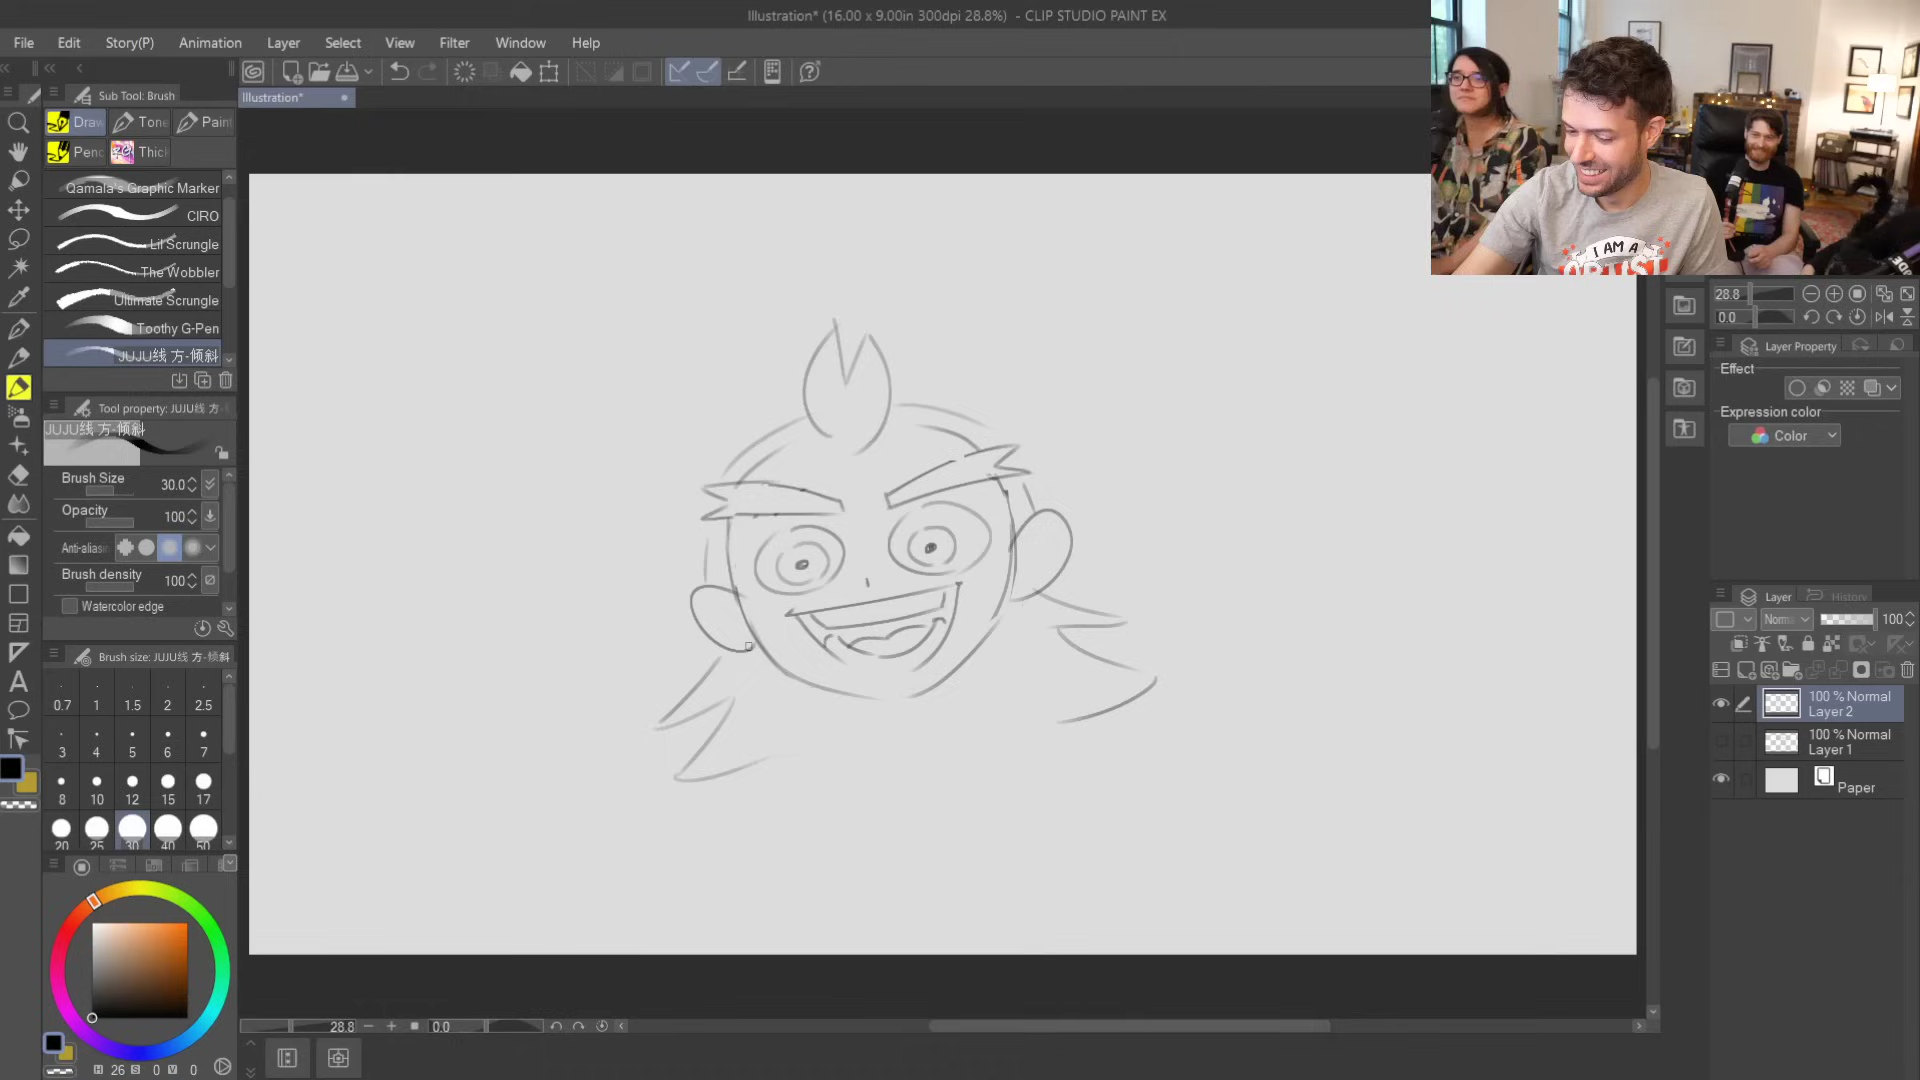 Illustration* (16.00 x 9.00in 300dpi 28.8%) - CLIP STUDIO PAINT EX
File Edit Story(P) Animation Layer Select View Filter Window Help
Sub Tool: Brush
Illustration*
Draw Tone Paint
Penc Thick
Qamala's Graphic Marker
CIRO
Lil Scrungle
The Wobbler
Ultimate Scrungle
Toothy G-Pen
JUJU线 方-倾斜
Tool property: JUJU线 方-
JUJU线 方-倾斜
Brush Size 30.0
Opacity 100
Anti-aliasin
Brush density 100
Watercolor edge
Brush size: JUJU线 方-倾斜
0.7 1 1.5 2 2.5
3 4 5 6 7
8 10 12 15 17
20 25 30 40 50
H 26 S 0 V 0
28.8 0.0
I AM A
28.8
0.0
Layer Property
Effect
Expression color
Color
Layer History
Norm 100
100 % Normal
Layer 2
100 % Normal
Layer 1
Paper